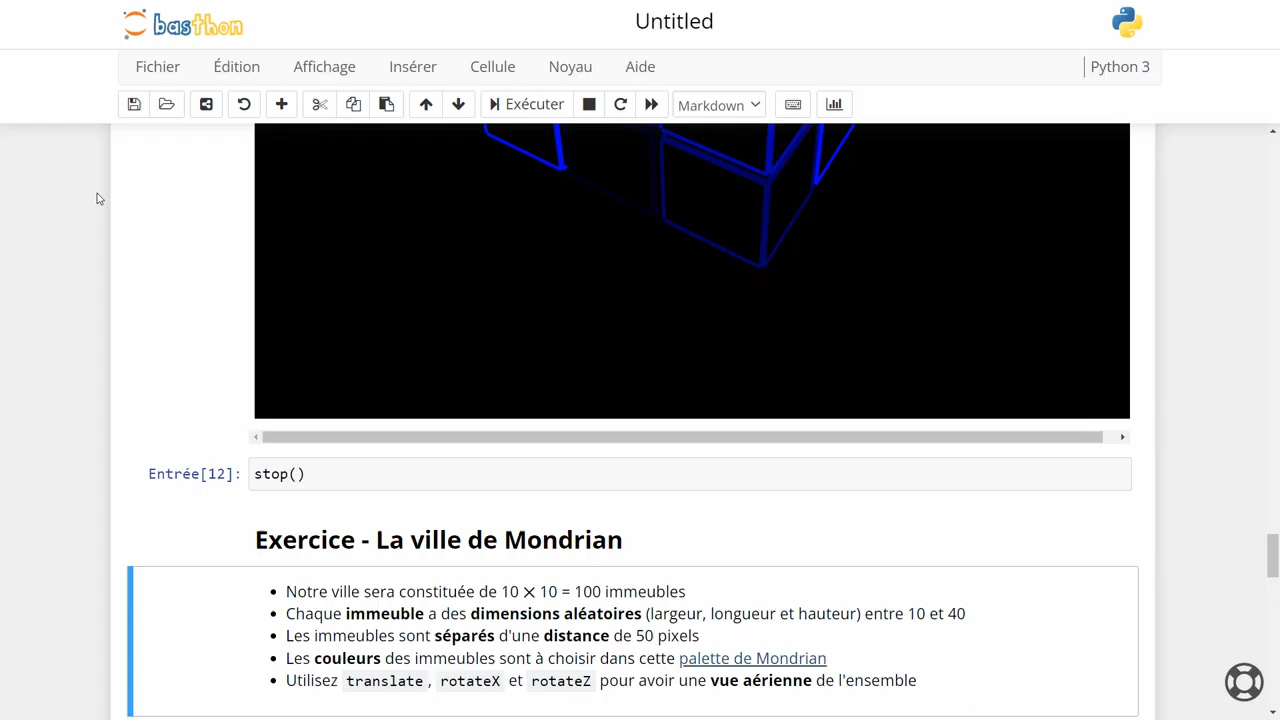 basthon
Untitled
Fichier Édition Affichage Insérer Cellule Noyau Aide Python 3
Exécuter Markdown
Entrée[12]: stop()
Exercice - La ville de Mondrian
• Notre ville sera constituée de 10 × 10 = 100 immeubles
• Chaque immeuble a des dimensions aléatoires (largeur, longueur et hauteur) entre 10 et 40
• Les immeubles sont séparés d'une distance de 50 pixels
• Les couleurs des immeubles sont à choisir dans cette palette de Mondrian
• Utilisez translate, rotateX et rotateZ pour avoir une vue aérienne de l'ensemble